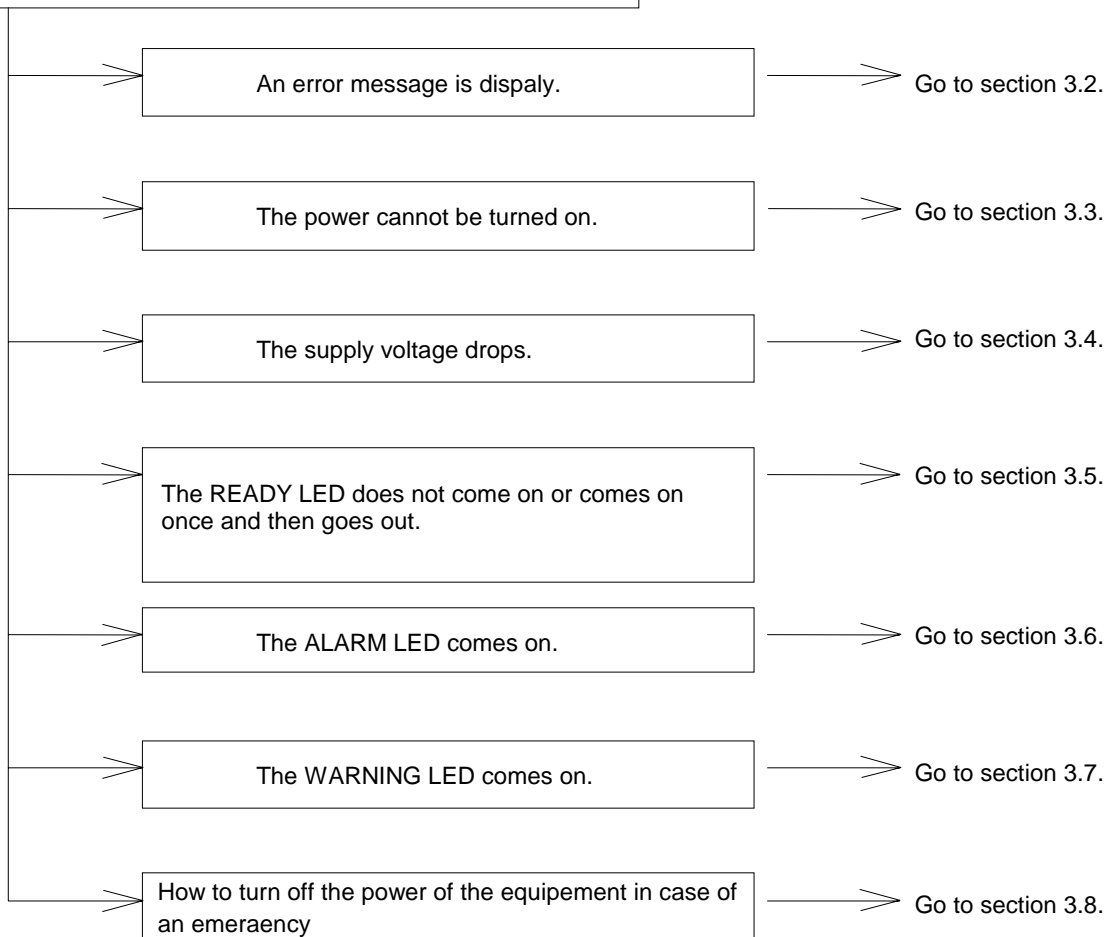 An error message is dispaly.
Go to section 3.2.
The power cannot be turned on.
Go to section 3.3.
The supply voltage drops.
Go to section 3.4.
The READY LED does not come on or comes on
once and then goes out.
Go to section 3.5.
The ALARM LED comes on.
Go to section 3.6.
The WARNING LED comes on.
Go to section 3.7.
How to turn off the power of the equipement in case of
an emeraency
Go to section 3.8.